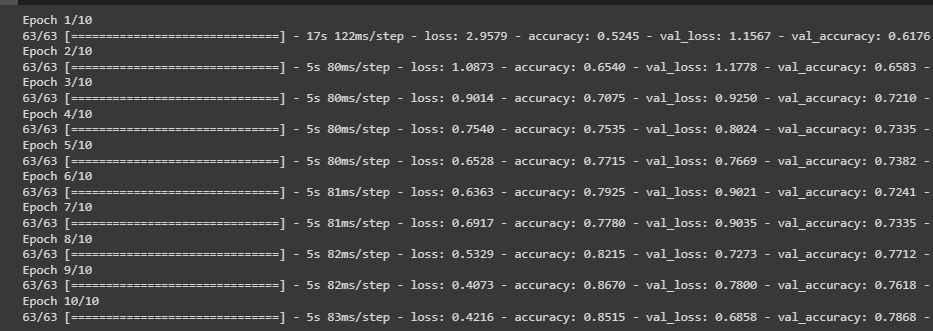 Epoch 1/10
63/63 [==============================] - 17s 122ms/step - loss: 2.9579 - accuracy: 0.5245 - val_loss: 1.1567 - val_accuracy: 0.6176
Epoch 2/10
63/63 [==============================] - 5s 80ms/step - loss: 1.0873 - accuracy: 0.6540 - val_loss: 1.1778 - val_accuracy: 0.6583 -
Epoch 3/10
63/63 [==============================] - 5s 80ms/step - loss: 0.9014 - accuracy: 0.7075 - val_loss: 0.9250 - val_accuracy: 0.7210 -
Epoch 4/10
63/63 [==============================] - 5s 80ms/step - loss: 0.7540 - accuracy: 0.7535 - val_loss: 0.8024 - val_accuracy: 0.7335 -
Epoch 5/10
63/63 [==============================] - 5s 80ms/step - loss: 0.6528 - accuracy: 0.7715 - val_loss: 0.7669 - val_accuracy: 0.7382 -
Epoch 6/10
63/63 [==============================] - 5s 81ms/step - loss: 0.6363 - accuracy: 0.7925 - val_loss: 0.9021 - val_accuracy: 0.7241 -
Epoch 7/10
63/63 [==============================] - 5s 81ms/step - loss: 0.6917 - accuracy: 0.7780 - val_loss: 0.9035 - val_accuracy: 0.7335 -
Epoch 8/10
63/63 [==============================] - 5s 82ms/step - loss: 0.5329 - accuracy: 0.8215 - val_loss: 0.7273 - val_accuracy: 0.7712 -
Epoch 9/10
63/63 [==============================] - 5s 82ms/step - loss: 0.4073 - accuracy: 0.8670 - val_loss: 0.7800 - val_accuracy: 0.7618 -
Epoch 10/10
63/63 [==============================] - 5s 83ms/step - loss: 0.4216 - accuracy: 0.8515 - val_loss: 0.6858 - val_accuracy: 0.7868 -